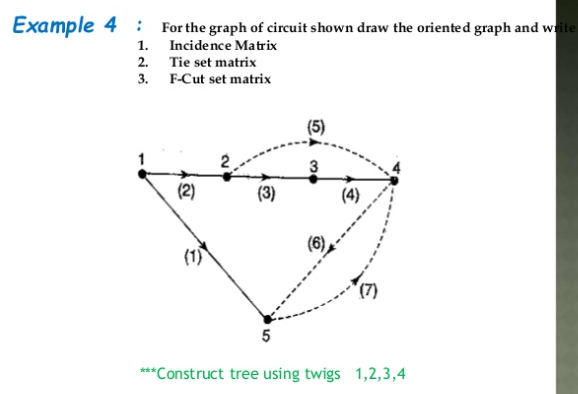 Example 4 : For the graph of circuit shown draw the oriented graph and write
1. Incidence Matrix
2. Tie set matrix
3. F-Cut set matrix
(5)
1 2 3 4
(2) (3) (4)
(1) (6)
(7)
5
***Construct tree using twigs 1,2,3,4